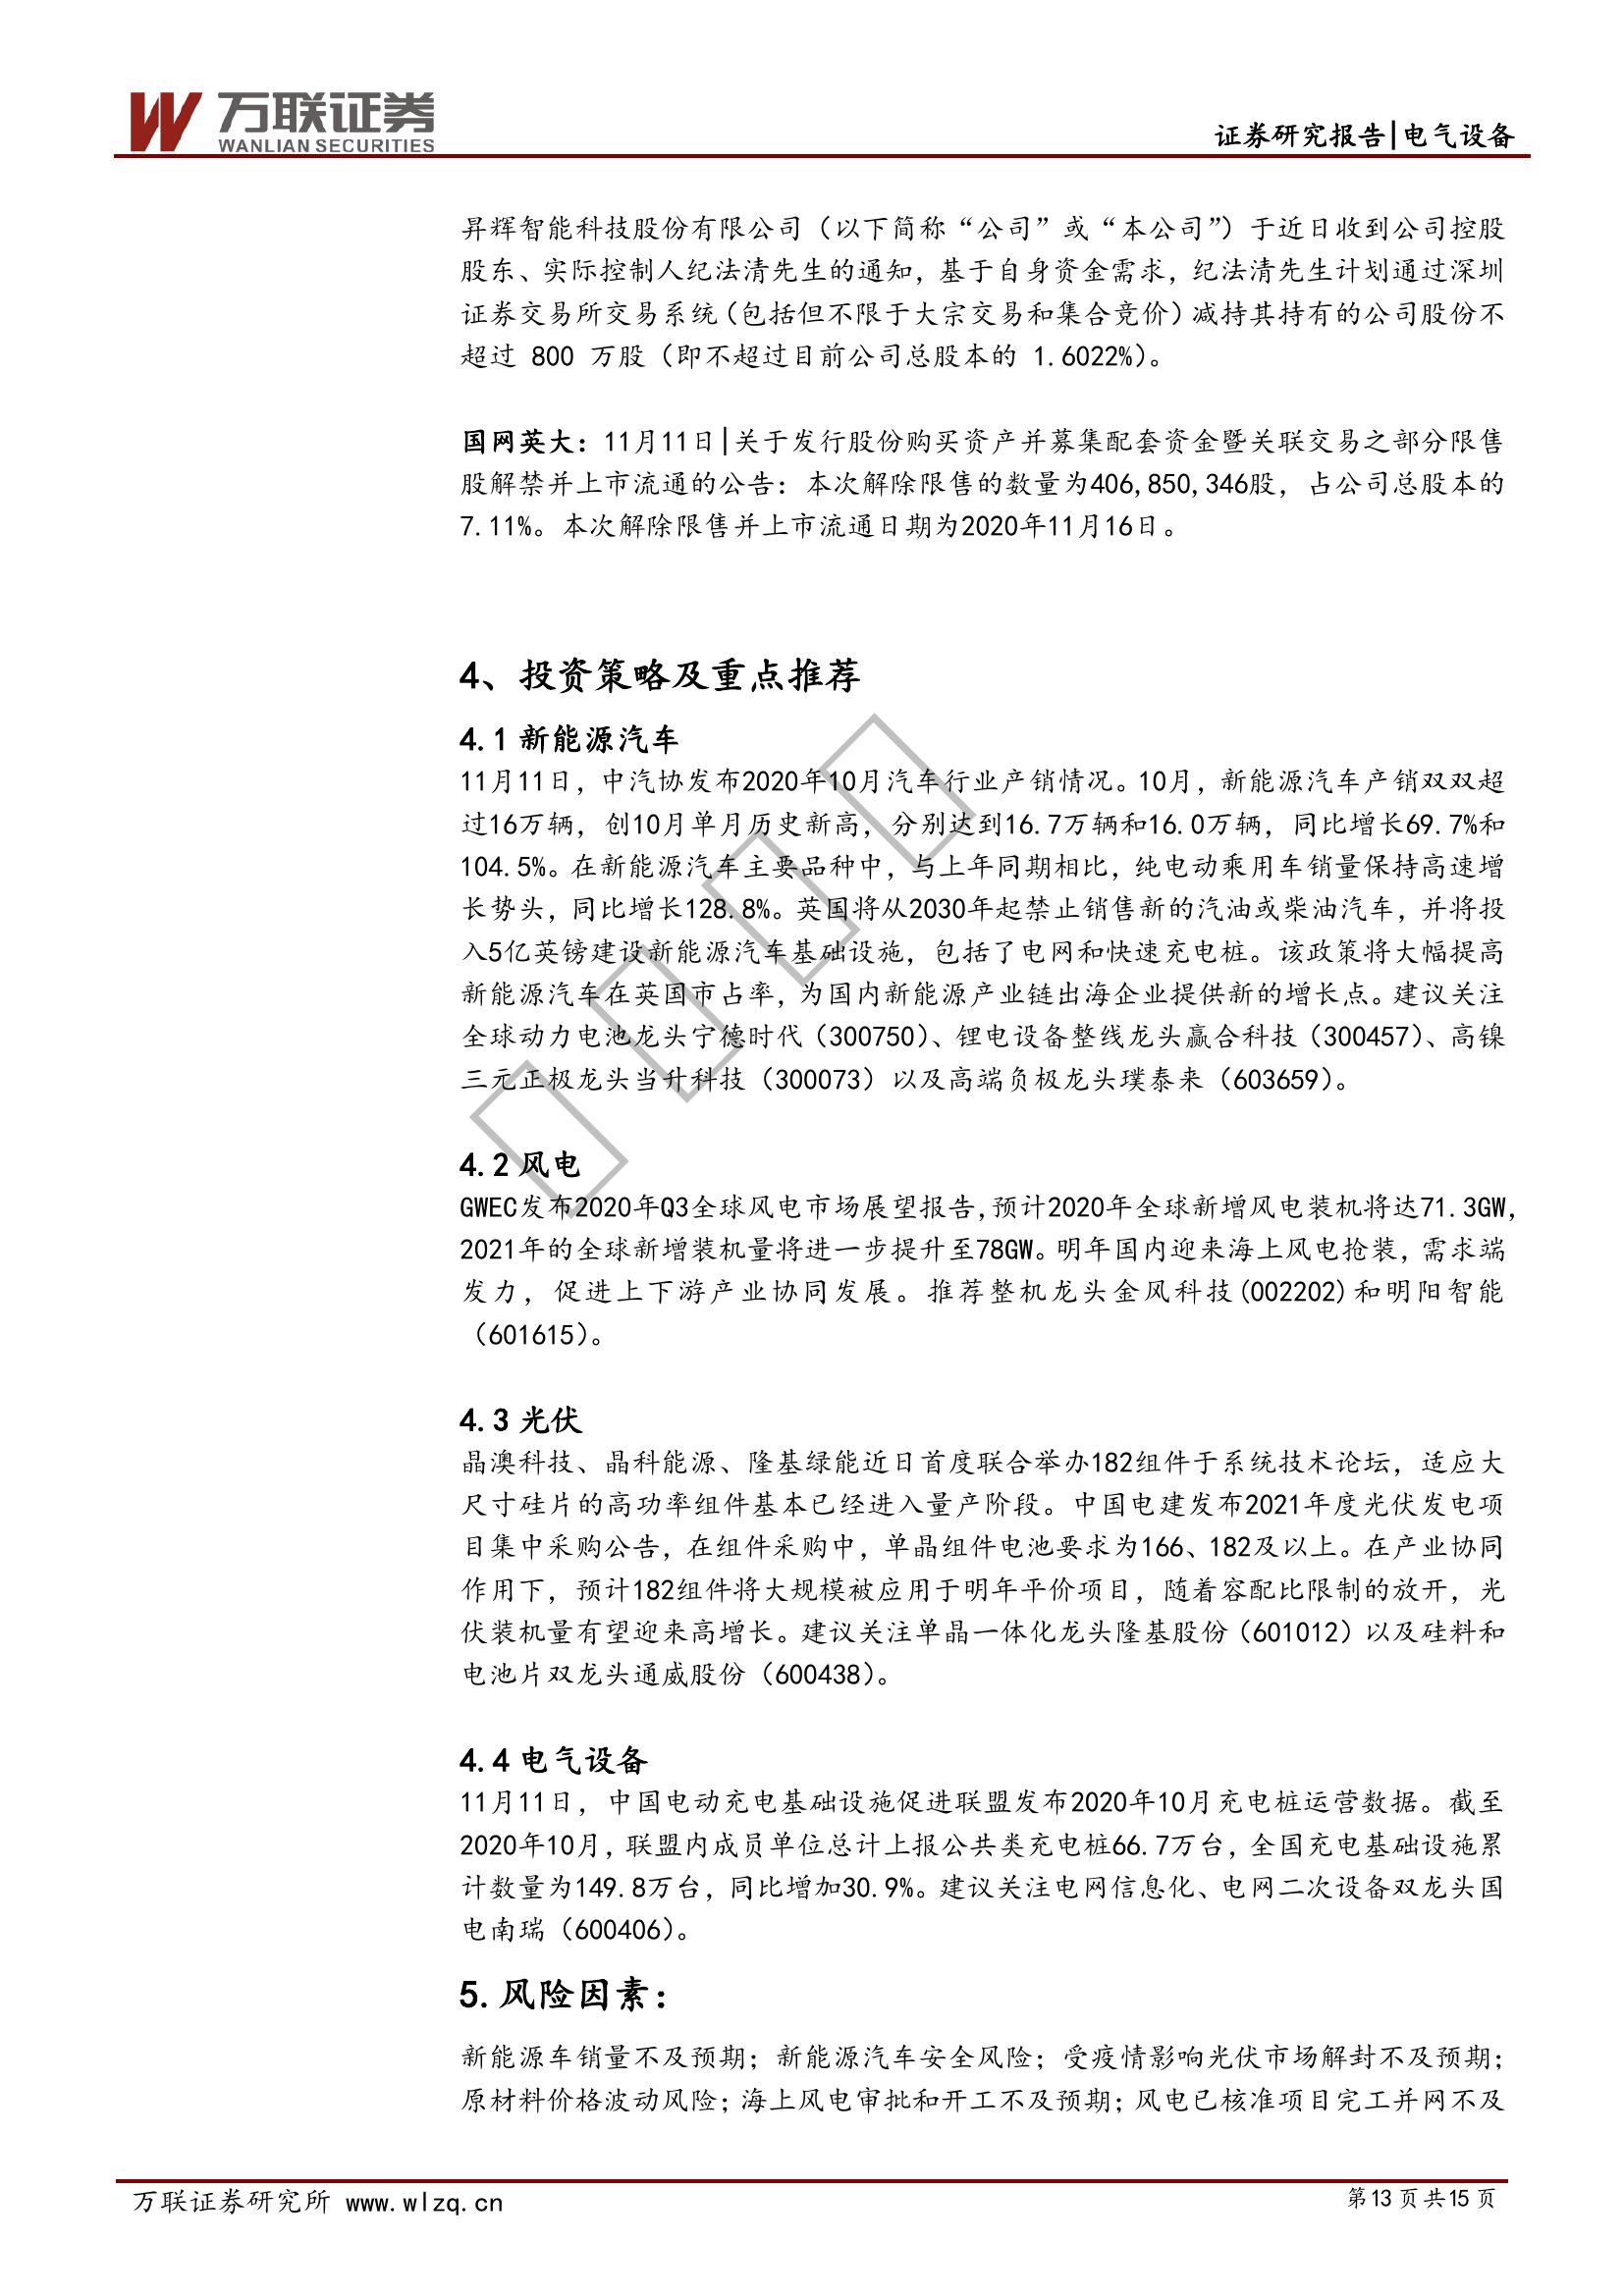 万联证券
WANLIAN SECURITIES
证券研究报告|电气设备
昇辉智能科技股份有限公司（以下简称“公司”或“本公司”）于近日收到公司控股
股东、实际控制人纪法清先生的通知，基于自身资金需求，纪法清先生计划通过深圳
证券交易所交易系统（包括但不限于大宗交易和集合竞价）减持其持有的公司股份不
超过 800 万股（即不超过目前公司总股本的 1.6022%）。
国网英大：11月11日|关于发行股份购买资产并募集配套资金暨关联交易之部分限售
股解禁并上市流通的公告：本次解除限售的数量为406,850,346股，占公司总股本的
7.11%。本次解除限售并上市流通日期为2020年11月16日。
4、投资策略及重点推荐
4.1 新能源汽车
11月11日，中汽协发布2020年10月汽车行业产销情况。10月，新能源汽车产销双双超
过16万辆，创10月单月历史新高，分别达到16.7万辆和16.0万辆，同比增长69.7%和
104.5%。在新能源汽车主要品种中，与上年同期相比，纯电动乘用车销量保持高速增
长势头，同比增长128.8%。英国将从2030年起禁止销售新的汽油或柴油汽车，并将投
入5亿英镑建设新能源汽车基础设施，包括了电网和快速充电桩。该政策将大幅提高
新能源汽车在英国市占率，为国内新能源产业链出海企业提供新的增长点。建议关注
全球动力电池龙头宁德时代（300750）、锂电设备整线龙头赢合科技（300457）、高镍
三元正极龙头当升科技（300073）以及高端负极龙头璞泰来（603659）。
4.2 风电
GWEC发布2020年Q3全球风电市场展望报告,预计2020年全球新增风电装机将达71.3GW,
2021年的全球新增装机量将进一步提升至78GW。明年国内迎来海上风电抢装，需求端
发力，促进上下游产业协同发展。推荐整机龙头金风科技(002202)和明阳智能
（601615）。
4.3 光伏
晶澳科技、晶科能源、隆基绿能近日首度联合举办182组件于系统技术论坛，适应大
尺寸硅片的高功率组件基本已经进入量产阶段。中国电建发布2021年度光伏发电项
目集中采购公告，在组件采购中，单晶组件电池要求为166、182及以上。在产业协同
作用下，预计182组件将大规模被应用于明年平价项目，随着容配比限制的放开，光
伏装机量有望迎来高增长。建议关注单晶一体化龙头隆基股份（601012）以及硅料和
电池片双龙头通威股份（600438）。
4.4 电气设备
11月11日，中国电动充电基础设施促进联盟发布2020年10月充电桩运营数据。截至
2020年10月，联盟内成员单位总计上报公共类充电桩66.7万台，全国充电基础设施累
计数量为149.8万台，同比增加30.9%。建议关注电网信息化、电网二次设备双龙头国
电南瑞（600406）。
5.风险因素：
新能源车销量不及预期；新能源汽车安全风险；受疫情影响光伏市场解封不及预期；
原材料价格波动风险；海上风电审批和开工不及预期；风电已核准项目完工并网不及
万联证券研究所 www.wlzq.cn
第13页共15页